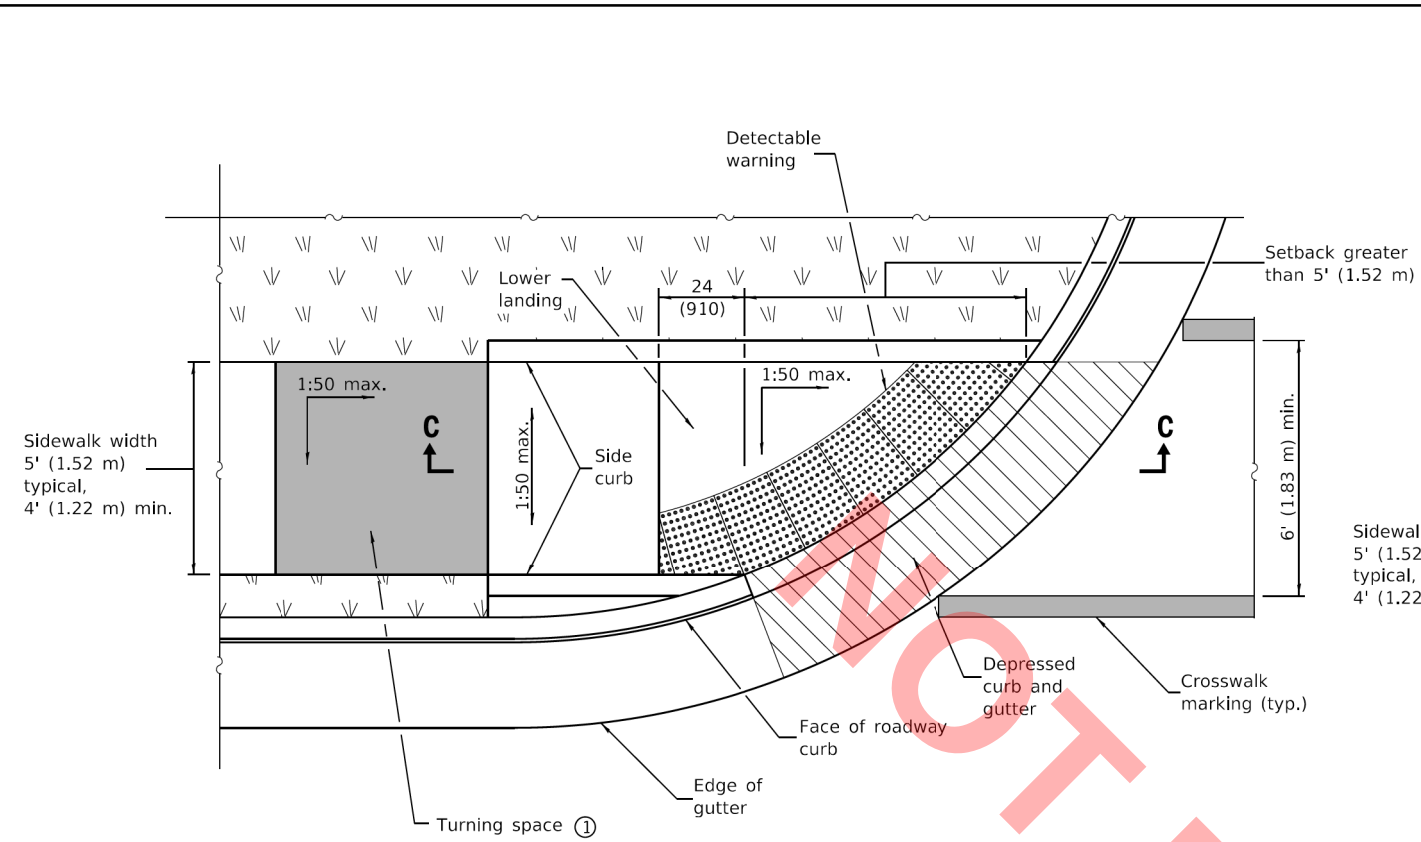 Detectable
warning
Setback greater
than 5' (1.52 m)
Lower
landing
24
(910)
1:50 max.
1:50 max.
1:50 max.
C
C
Side
curb
Sidewalk width
5' (1.52 m)
typical,
4' (1.22 m) min.
6' (1.83 m) min.
Sidewal
5' (1.52
typical,
4' (1.22
NOT
Depressed
curb and
gutter
Crosswalk
marking (typ.)
Face of roadway
curb
Edge of
gutter
Turning space ①